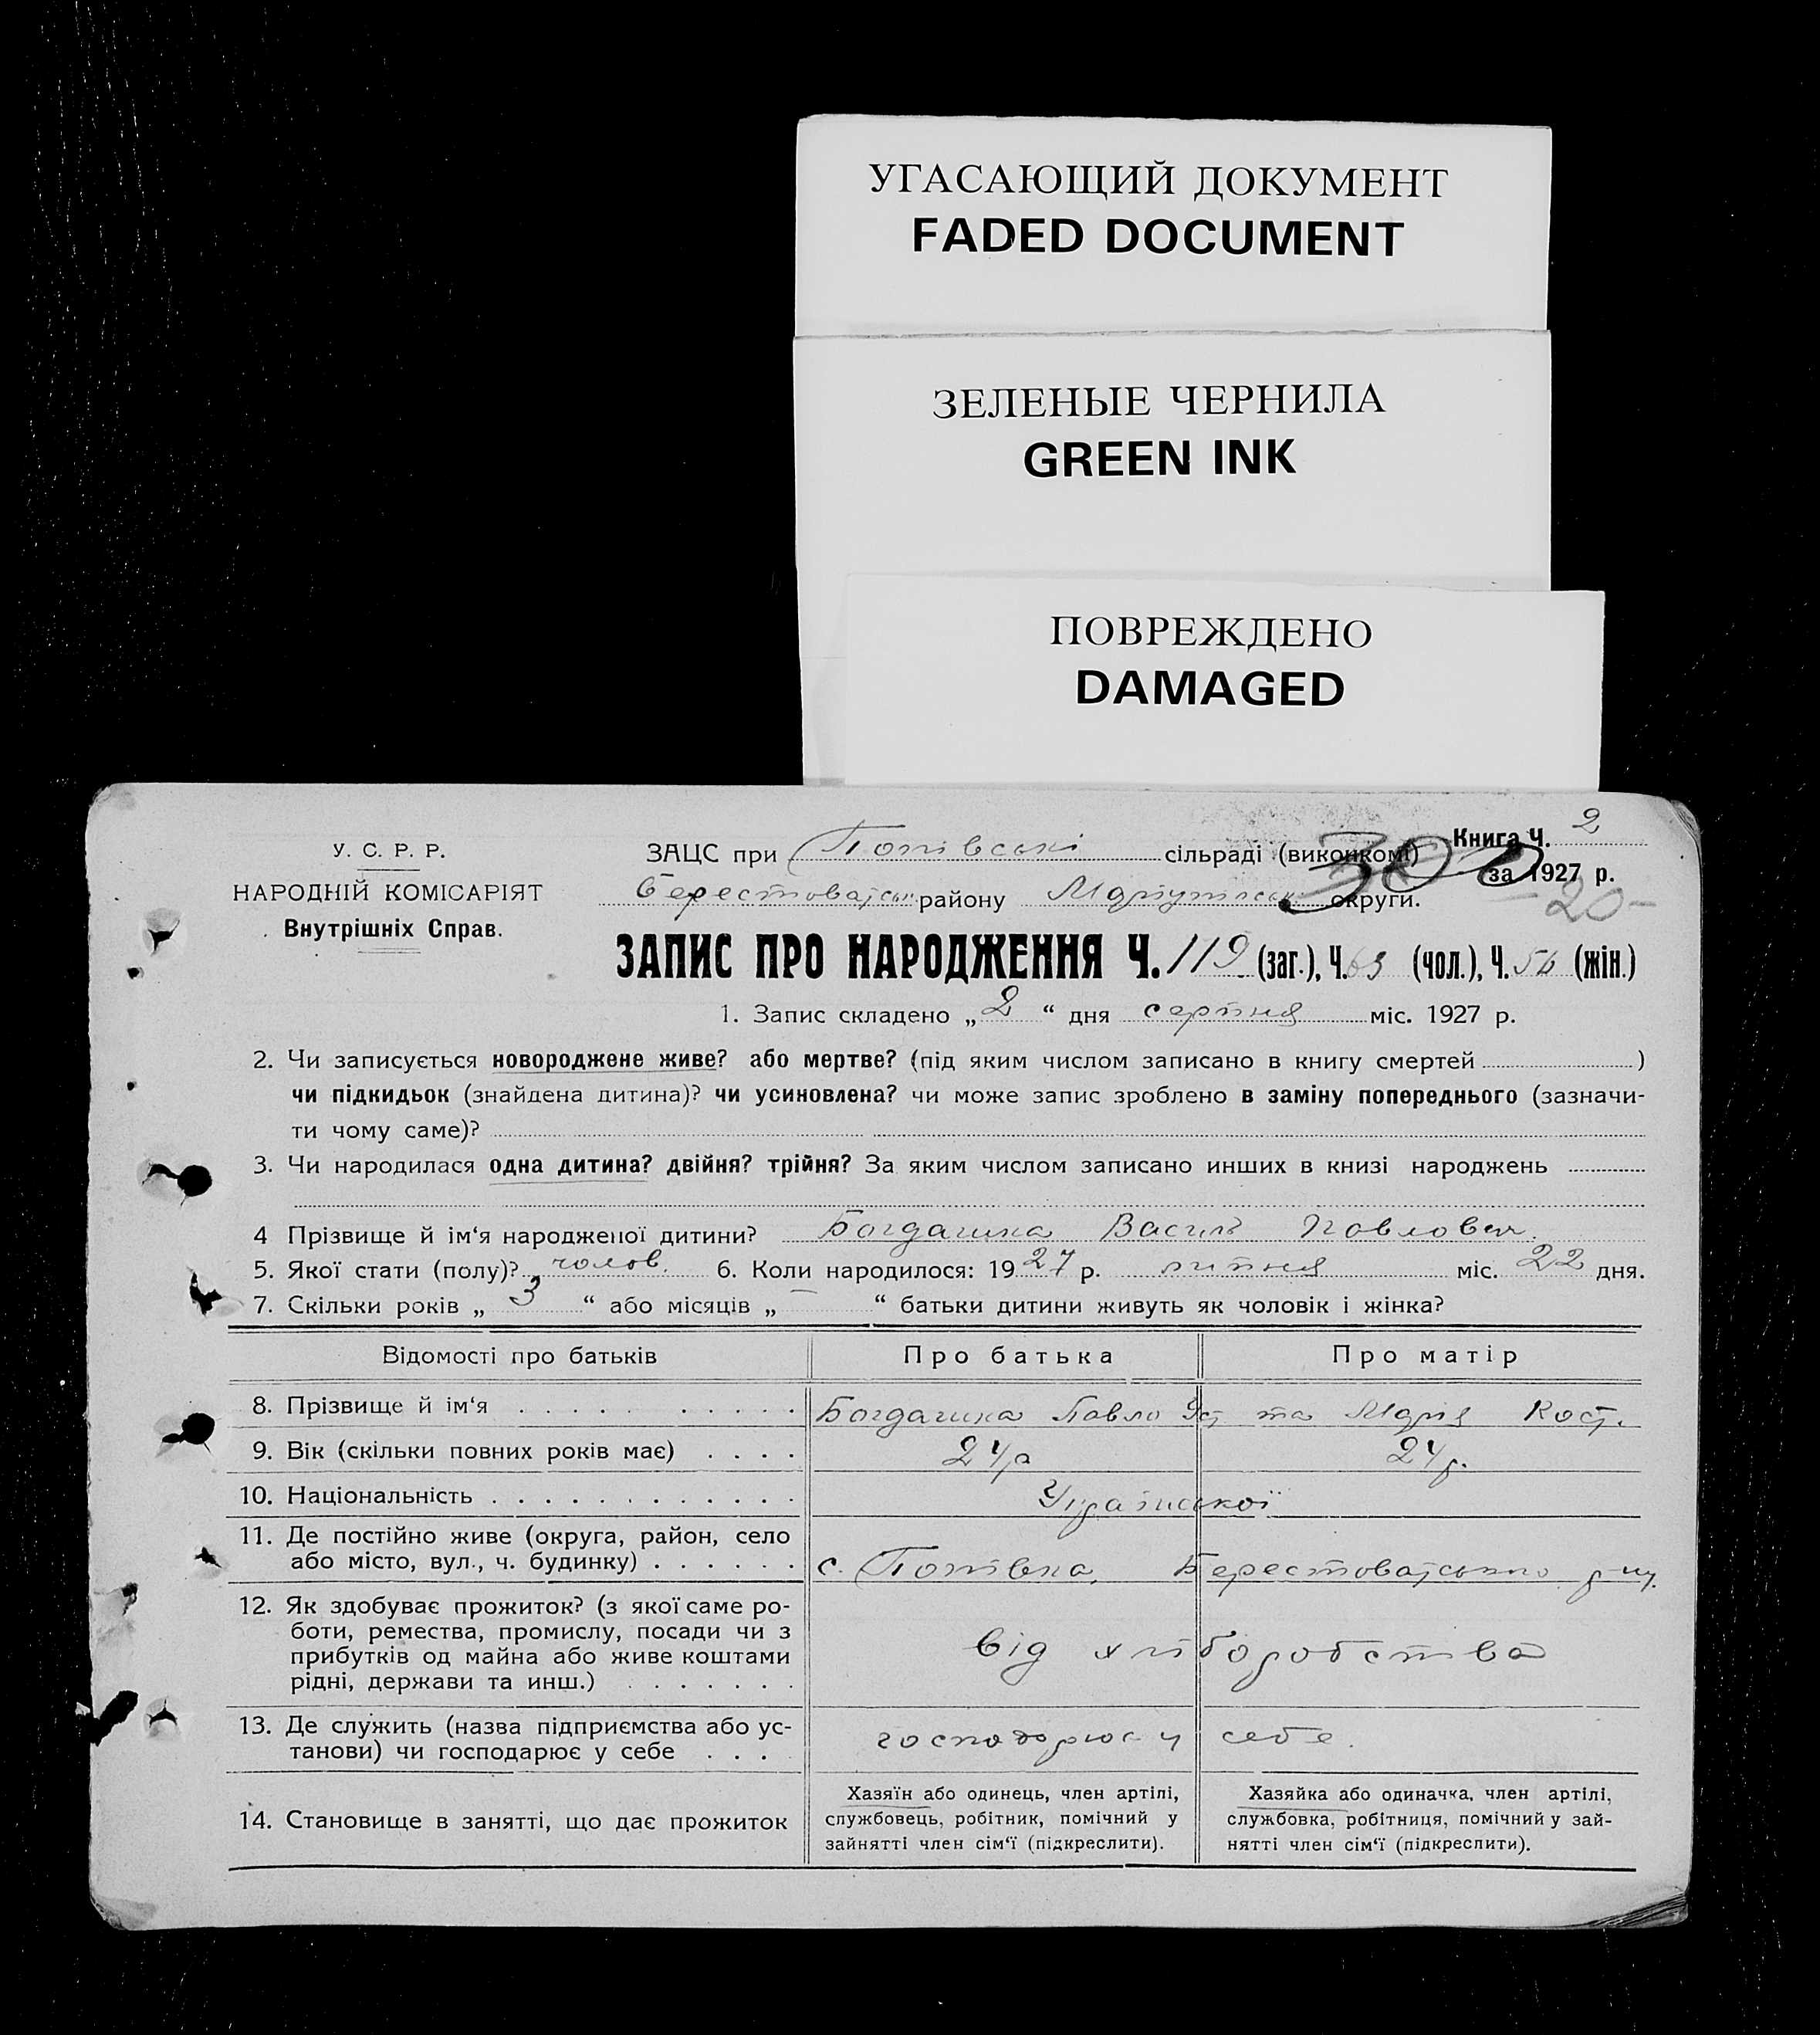 УГАСАЮЩИЙ ДОКУМЕНТ
FADED DOCUMENT
ЗЕЛЕНЫЕ ЧЕРНИЛА
GREEN INK
ПОВРЕЖДЕНО
DAMAGED
Книга Ч. 2
за 1927 р.
-20-
У. С. Р. Р.
НАРОДНІЙ КОМІСАРІЯТ
Внутрішніх Справ.
ЗАЦС при Попівські сільраді (виконкомі)
Берестоватськ району Маріупільськ округи.
ЗАПИС ПРО НАРОДЖЕННЯ Ч. 119 (заг.), Ч. 63 (чол.), Ч. 56 (жін.)
1. Запис складено „2“ дня серпня міс. 1927 р.
2. Чи записується новороджене живе? або мертве? (під яким числом записано в книгу смертей )
чи підкидьок (знайдена дитина)? чи усиновлена? чи може запис зроблено в заміну попереднього (зазначи-
ти чому саме)?
3. Чи народилася одна дитина? двійня? трійня? За яким числом записано инших в книзі народжень
4 Прізвище й ім‘я народженої дитини? Богдашка Василь Павлович.
5. Якої стати (полу)? чолов. 6. Коли народилося: 1927 р. липня міс. 22 дня.
7. Скільки років „3“ або місяців „—“ батьки дитини живуть як чоловік і жінка?
Відомості про батьків Про батька Про матір
8. Прізвище й ім‘я Богдашка Павло та Марія Кост.
9. Вік (скільки повних років має) 24 р 24 р.
10. Національність Української
11. Де постійно живе (округа, район, село
або місто, вул., ч. будинку) с. Попівка, Берестоватського р-ну.
12. Як здобуває прожиток? (з якої саме ро-
боти, ремества, промислу, посади чи з
прибутків од майна або живе коштами
рідні, держави та инш.) від хліборобства
13. Де служить (назва підприємства або ус-
танови) чи господарює у себе господарює у себе.
14. Становище в занятті, що дає прожиток
Хазяїн або одинець, член артілі,
службовець, робітник, помічний у
зайнятті член сім‘ї (підкреслити).
Хазяйка або одиначка, член артілі,
службовка, робітниця, помічний у зай-
нятті член сім‘ї (підкреслити).